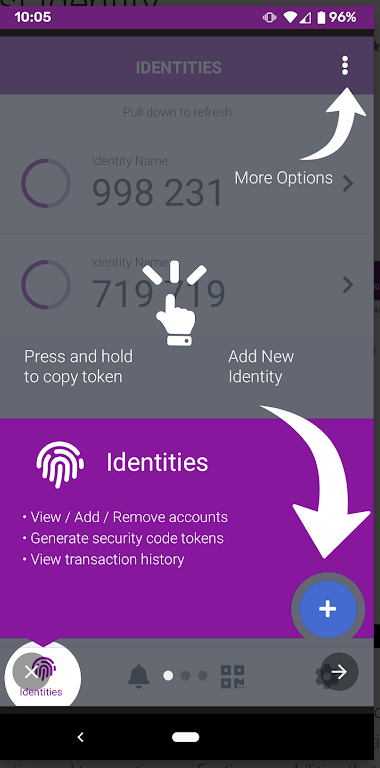 10:05
96%
IDENTITIES
Pull down to refresh
Identity Name
998 231
More Options
Identity Name
719 719
Press and hold
to copy token
Add New
Identity
Identities
• View / Add / Remove accounts
• Generate security code tokens
• View transaction history
Identities